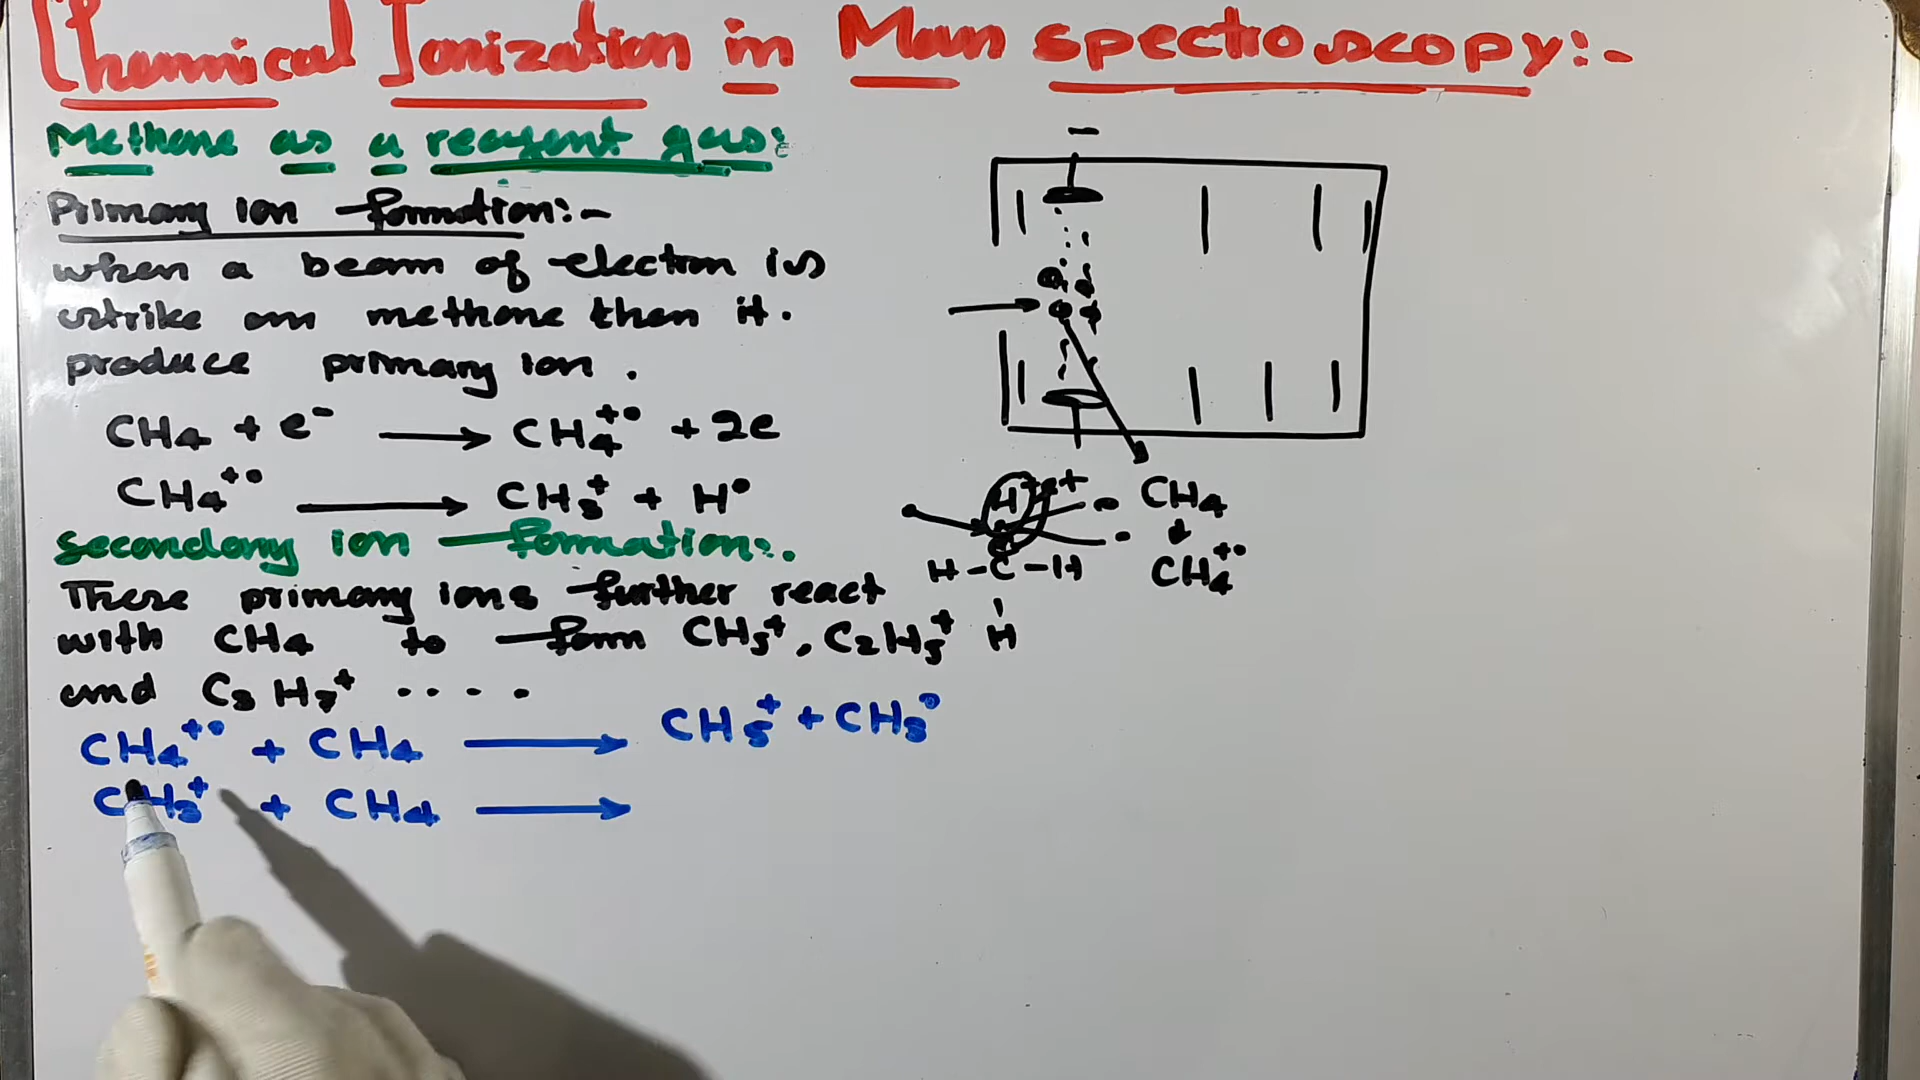 Chemical Ionization in Mass spectroscopy:-
Methane as a reagent gas:
Primary ion formation:-
when a beam of electron is
strike on methane then it.
produce primary ion.
CH4 + e⁻ ⟶ CH4⁺• + 2e
CH4⁺• ⟶ CH3⁺ + H•
Secondary ion formation:.
These primary ions further react
with CH4 to form CH5⁺, C2H5⁺
and C3H7⁺ ....
CH4⁺• + CH4 ⟶ CH5⁺ + CH3•
CH3⁺ + CH4 ⟶
-
H
H-C-H
H
CH4
CH4⁺•